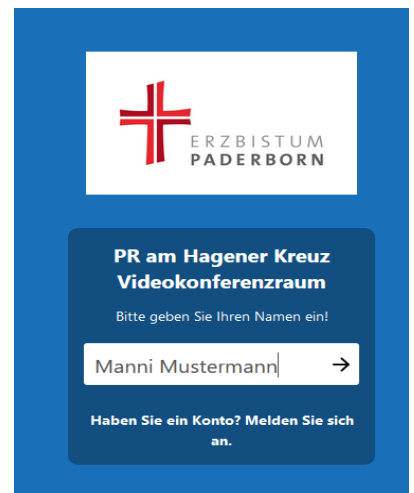 ERZBISTUM
PADERBORN
PR am Hagener Kreuz
Videokonferenzraum
Bitte geben Sie Ihren Namen ein!
Manni Mustermann
Haben Sie ein Konto? Melden Sie sich
an.